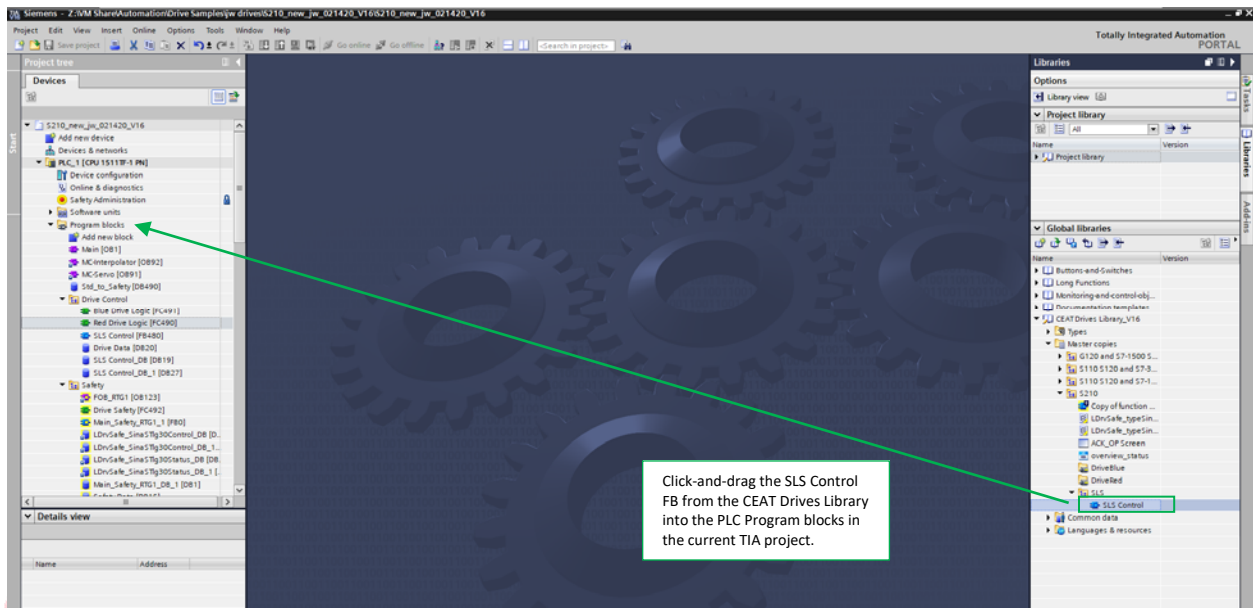 Siemens - Z:\VM Share\Automation\Drive Samples\jw drives\S210_new_jw_021420_V16\S210_new_jw_021420_V16
Project Edit View Insert Online Options Tools Window Help
Totally Integrated Automation
PORTAL
Save project
Go online
Go offline
<Search in project>
Project tree
Devices
Start
S210_new_jw_021420_V16
Add new device
Devices & networks
PLC_1 [CPU 1511TF-1 PN]
Device configuration
Online & diagnostics
Safety Administration
Software units
Program blocks
Add new block
Main [OB1]
MC-Interpolator [OB92]
MC-Servo [OB91]
Std_to_Safety [DB490]
Drive Control
Blue Drive Logic [FC491]
Red Drive Logic [FC490]
SLS Control [FB480]
Drive Data [DB20]
SLS Control_DB [DB19]
SLS Control_DB_1 [DB27]
Safety
FOB_RTG1 [OB123]
Drive Safety [FC492]
Main_Safety_RTG1_1 [FB0]
LDrvSafe_SinaSTlg30Control_DB [D...
LDrvSafe_SinaSTlg30Control_DB_1...
LDrvSafe_SinaSTlg30Status_DB [DB...
LDrvSafe_SinaSTlg30Status_DB_1 [...
Main_Safety_RTG1_DB_1 [DB1]
Details view
Name Address
Click-and-drag the SLS Control
FB from the CEAT Drives Library
into the PLC Program blocks in
the current TIA project.
Libraries
Options
Library view
Project library
All
Name Version
Project library
Global libraries
Name Version
Buttons-and-Switches
Long Functions
Monitoring-and-control-obj...
Documentation templates
CEAT Drives Library_V16
Types
Master copies
G120 and S7-1500 S...
S110 S120 and S7-3...
S110 S120 and S7-1...
S210
Copy of function ...
LDrvSafe_typeSin...
LDrvSafe_typeSin...
ACK_OP Screen
overview_status
DriveBlue
DriveRed
SLS
SLS Control
Common data
Languages & resources
Tasks
Libraries
Add-ins